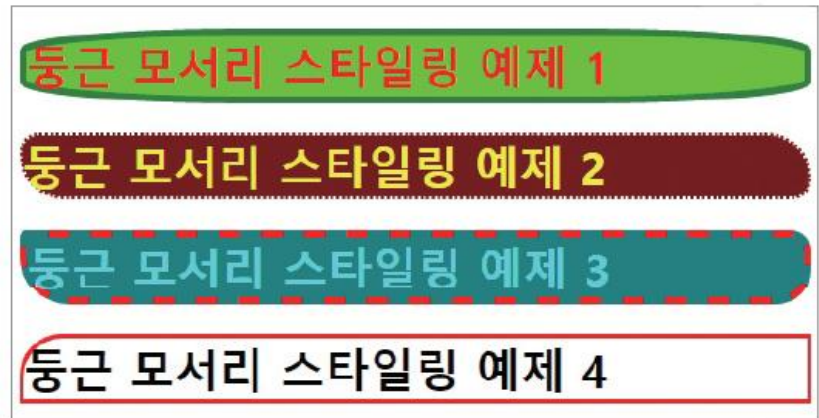 둥근 모서리 스타일링 예제 1
둥근 모서리 스타일링 예제 2
둥근 모서리 스타일링 예제 3
둥근 모서리 스타일링 예제 4